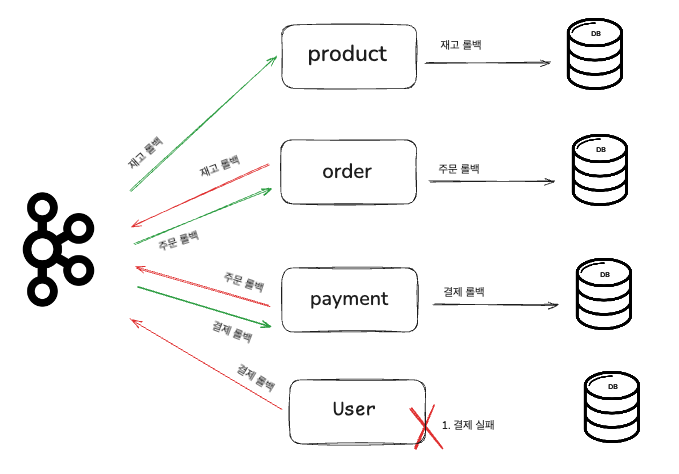 product
재고 롤백
DB
재고 롤백
재고 롤백
order
주문 롤백
DB
주문 롤백
주문 롤백
payment
결제 롤백
DB
결제 롤백
결제 롤백
User
1. 결제 실패
DB